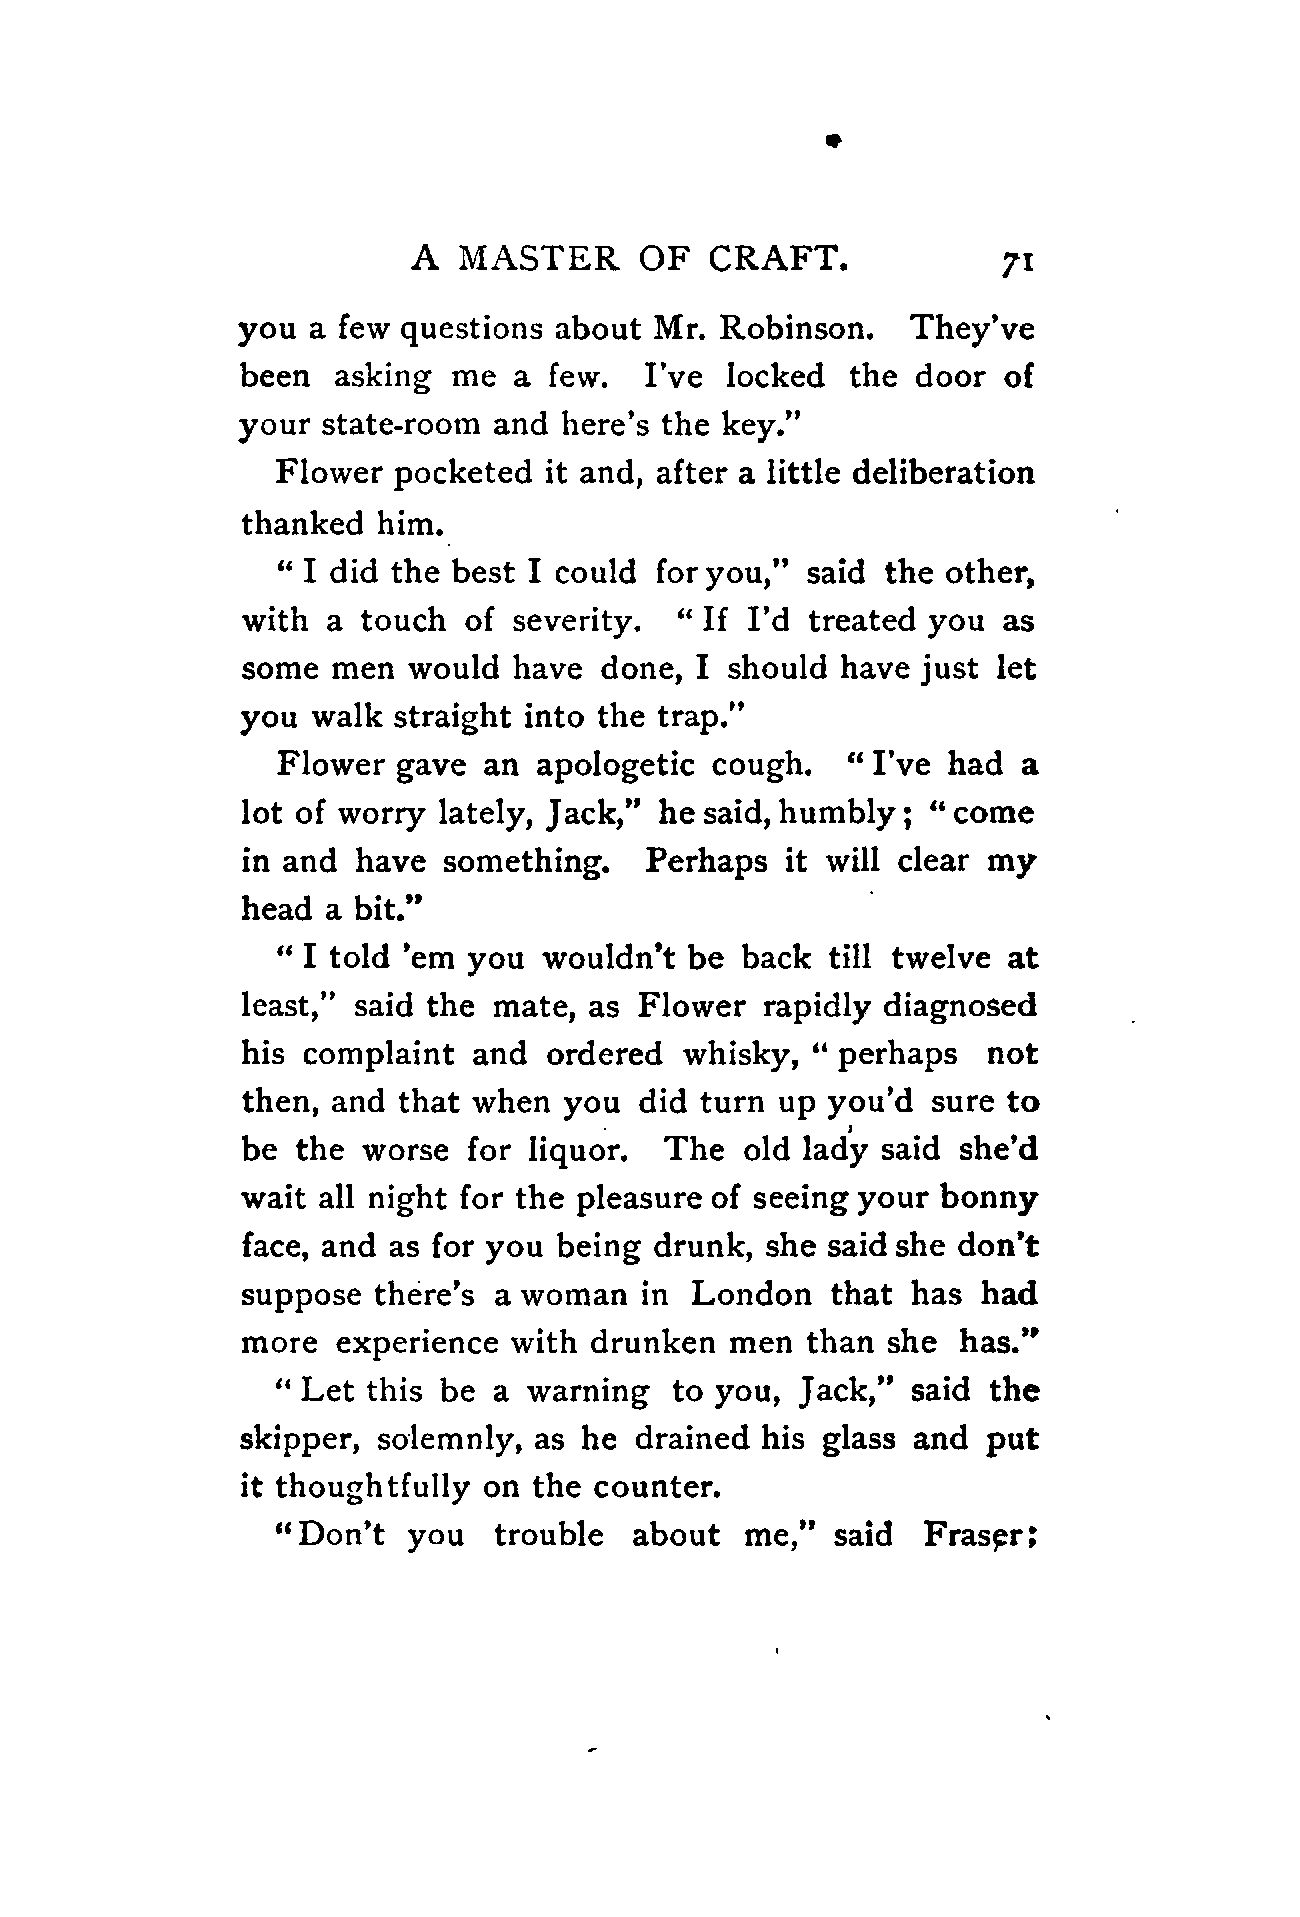 A MASTER OF CRAFT. 71
you a few questions about Mr. Robinson. They've
been asking me a few. I've locked the door of
your state-room and here's the key."
Flower pocketed it and, after a little deliberation
thanked him.
"I did the best I could for you," said the other,
with a touch of severity. "If I'd treated you as
some men would have done, I should have just let
you walk straight into the trap."
Flower gave an apologetic cough. "I've had a
lot of worry lately, Jack," he said, humbly; "come
in and have something. Perhaps it will clear my
head a bit."
"I told 'em you wouldn't be back till twelve at
least," said the mate, as Flower rapidly diagnosed
his complaint and ordered whisky, "perhaps not
then, and that when you did turn up you'd sure to
be the worse for liquor. The old lady said she'd
wait all night for the pleasure of seeing your bonny
face, and as for you being drunk, she said she don't
suppose there's a woman in London that has had
more experience with drunken men than she has."
"Let this be a warning to you, Jack," said the
skipper, solemnly, as he drained his glass and put
it thoughtfully on the counter.
"Don't you trouble about me," said Fraser;